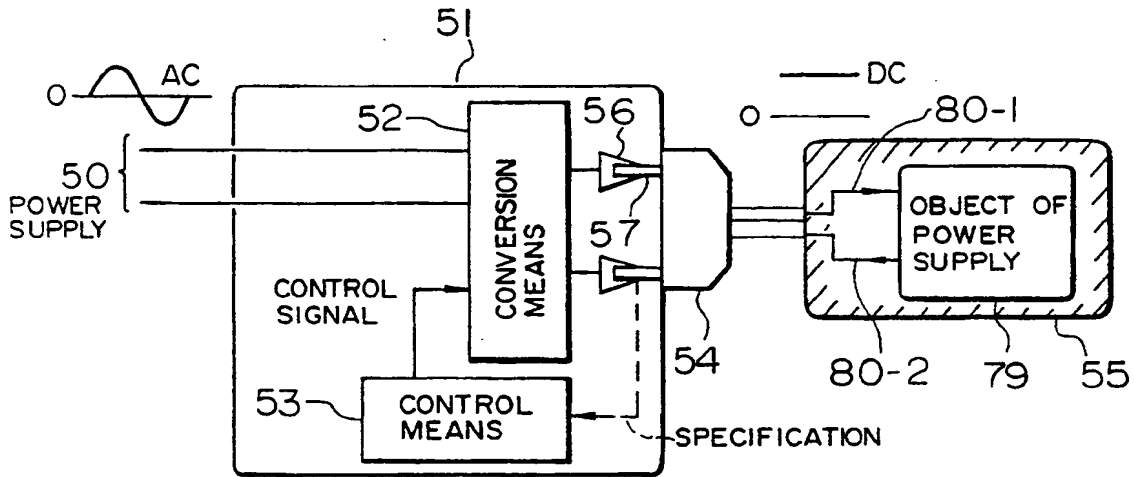 51
AC
0
DC
0
52
56
80-1
50
POWER
SUPPLY
57
CONVERSION
MEANS
OBJECT OF
POWER
SUPPLY
CONTROL
SIGNAL
54
80-2
79
55
53
CONTROL
MEANS
SPECIFICATION